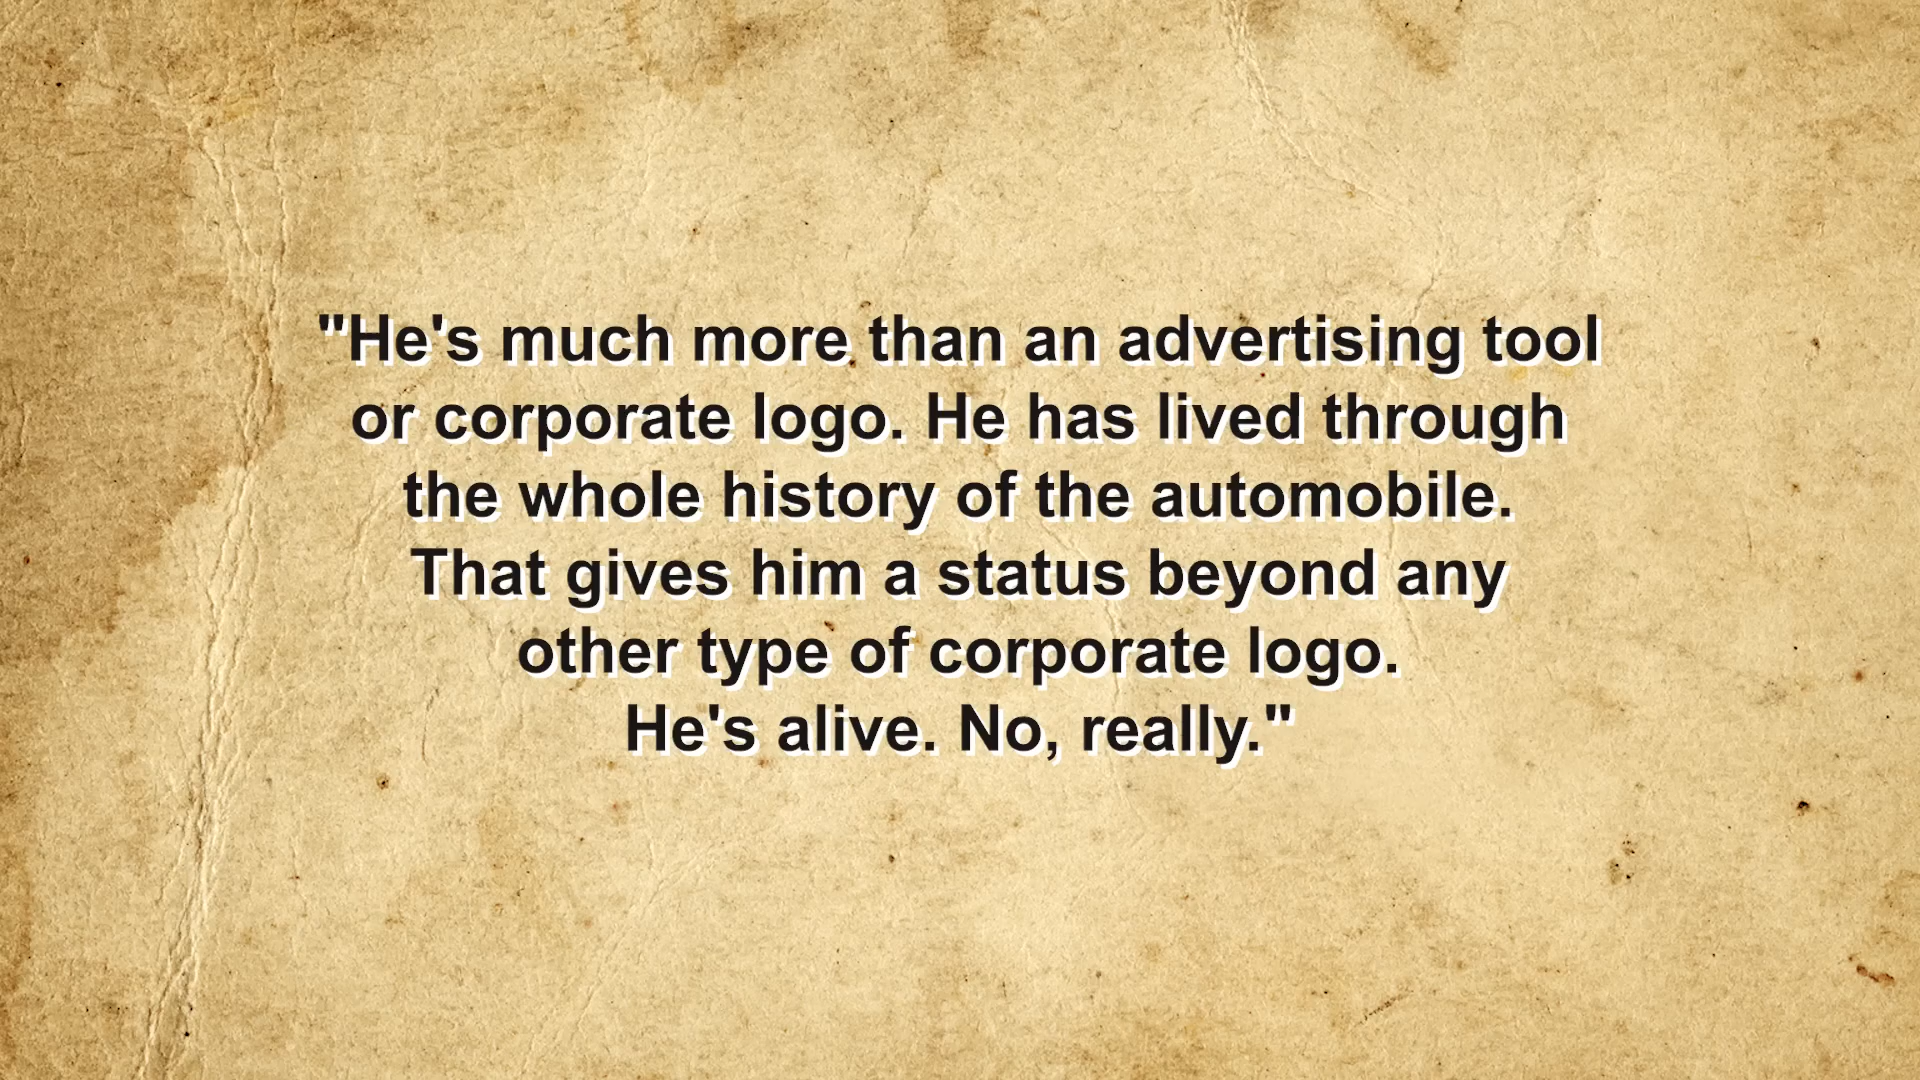 "He's much more than an advertising tool
or corporate logo. He has lived through
the whole history of the automobile.
That gives him a status beyond any
other type of corporate logo.
He's alive. No, really."